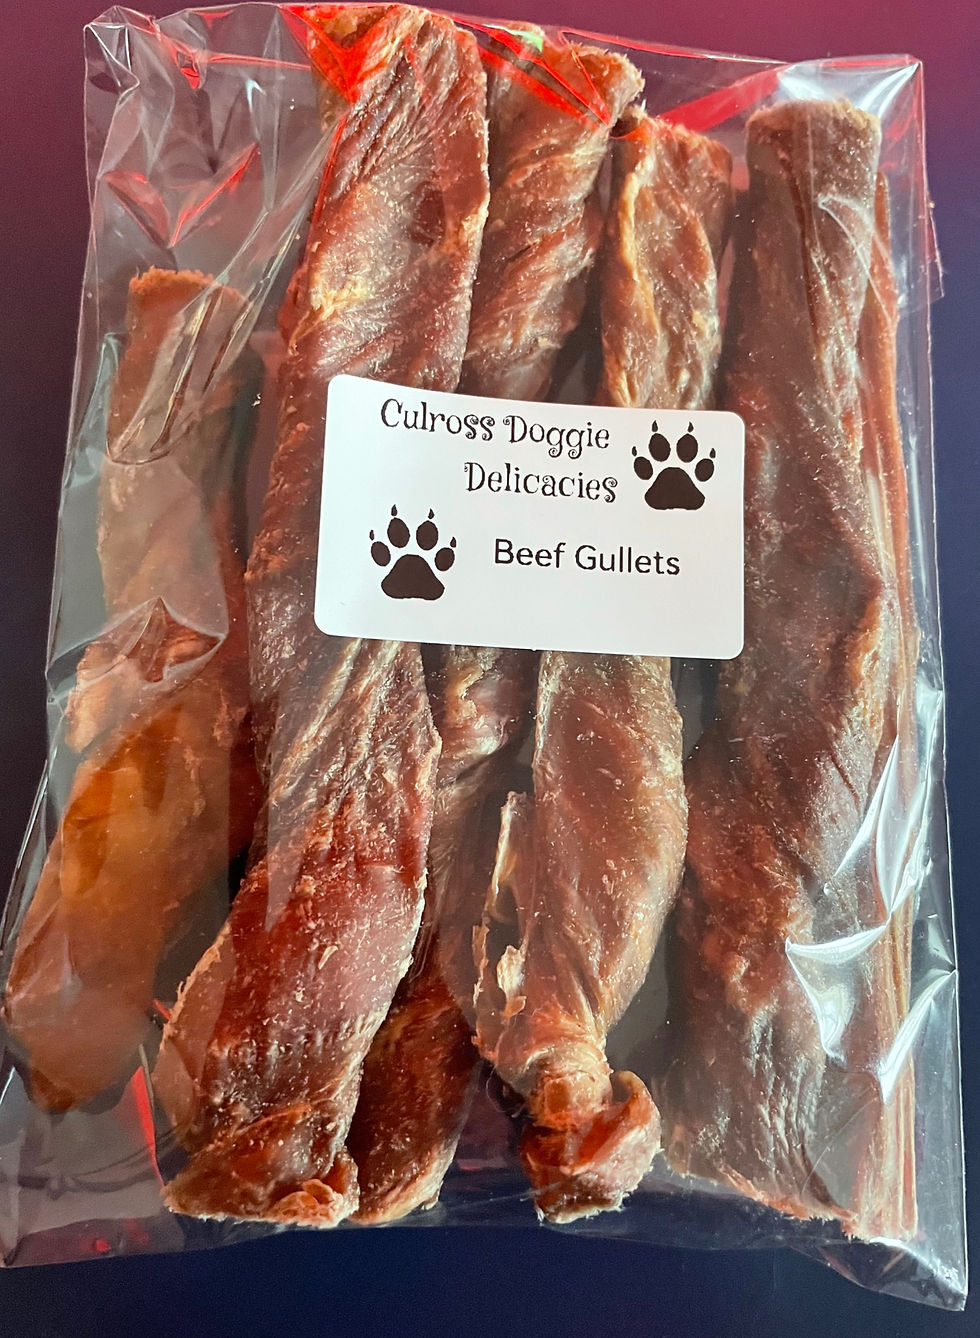 Culross Doggie
Delicacies
Beef Gullets